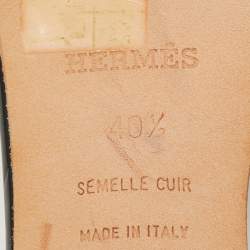 HERMÈS
40½
SEMELLE CUIR
MADE IN ITALY